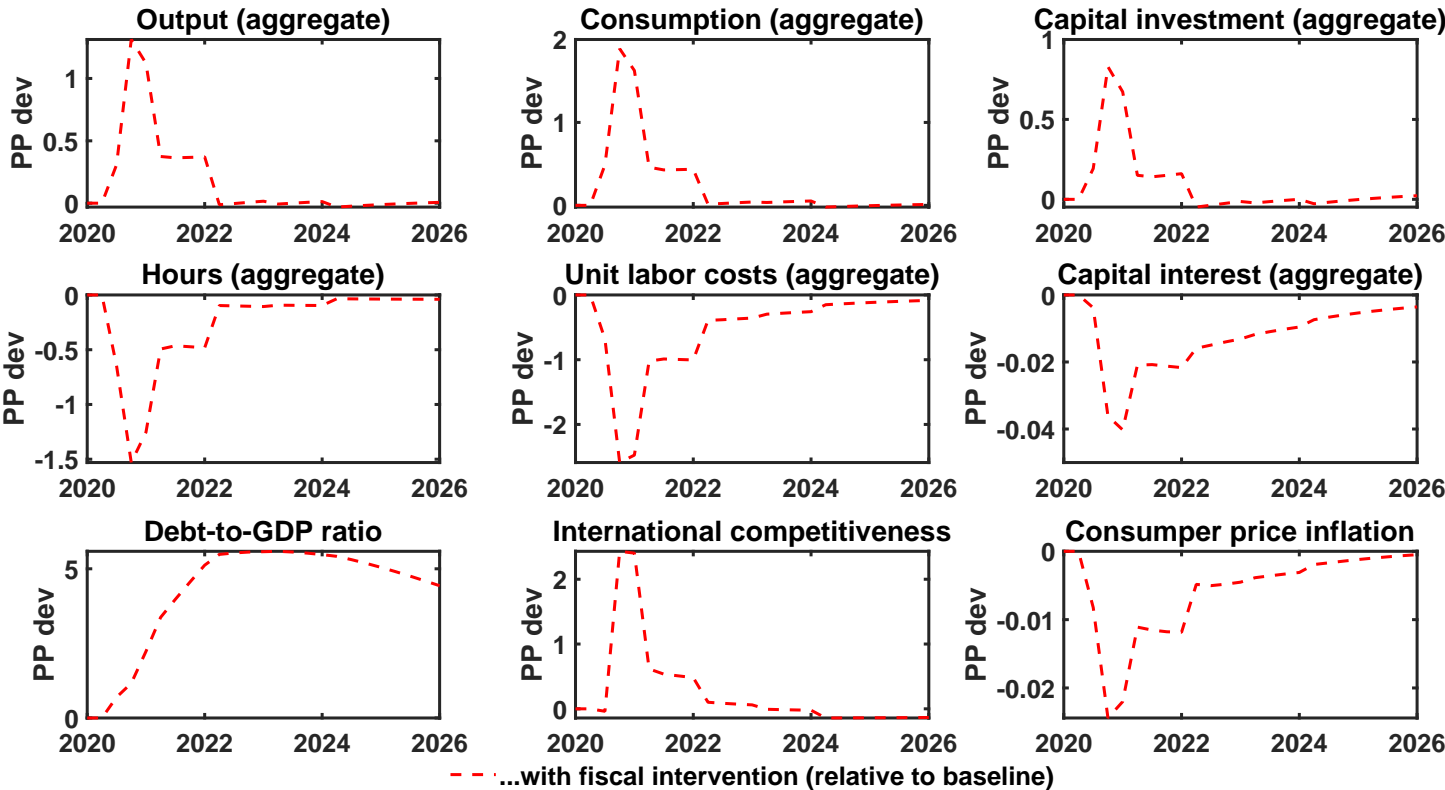 Output (aggregate) Consumption (aggregate) Capital investment (aggregate)
PP dev PP dev PP dev
1 2 1
0.5 1 0.5
0 0 0
2020 2022 2024 2026 2020 2022 2024 2026 2020 2022 2024 2026
Hours (aggregate) Unit labor costs (aggregate) Capital interest (aggregate)
PP dev PP dev PP dev
0 0 0
-0.5 -1 -0.02
-1 -2 -0.04
-1.5
2020 2022 2024 2026 2020 2022 2024 2026 2020 2022 2024 2026
Debt-to-GDP ratio International competitiveness Consumper price inflation
PP dev PP dev PP dev
5 2 0
0 1 -0.01
0 -0.02
2020 2022 2024 2026 2020 2022 2024 2026 2020 2022 2024 2026
...with fiscal intervention (relative to baseline)